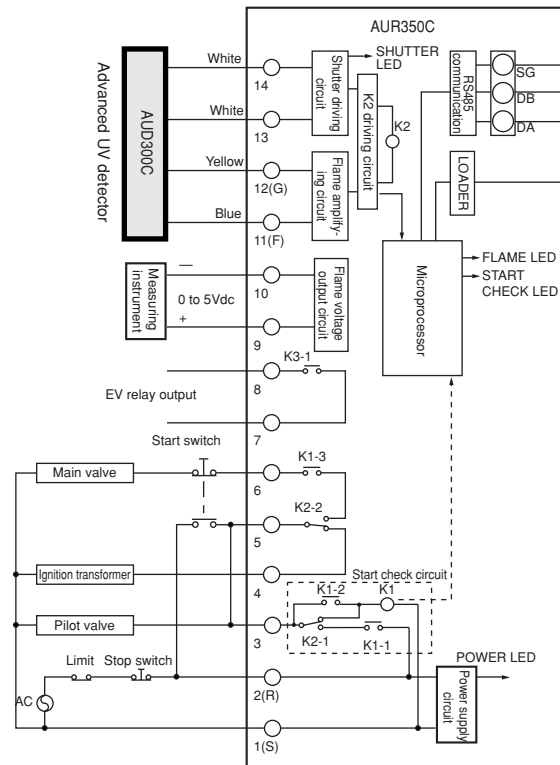 AUR350C
Advanced UV detector
AUD300C
White
14
White
13
Yellow
12(G)
Blue
11(F)
Shutter driving
circuit
SHUTTER
LED
Flame amplify-
ing circuit
K2 driving circuit
K2
RS485
communication
SG
DB
DA
LOADER
Microprocessor
FLAME LED
START
CHECK LED
Measuring
instrument
—
0 to 5Vdc
+
10
9
Flame voltage
output circuit
EV relay output
8
K3-1
7
Start switch
Main valve
6
K1-3
5
K2-2
Ignition transformer
4
Start check circuit
K1-2
K1
Pilot valve
3
K2-1
K1-1
Limit
Stop switch
AC
2(R)
1(S)
Power supply
circuit
POWER LED